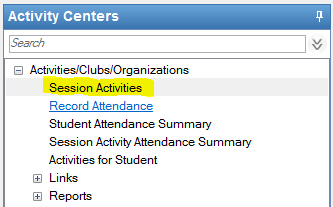 Activity Centers
Search
Activities/Clubs/Organizations
Session Activities
Record Attendance
Student Attendance Summary
Session Activity Attendance Summary
Activities for Student
Links
Reports